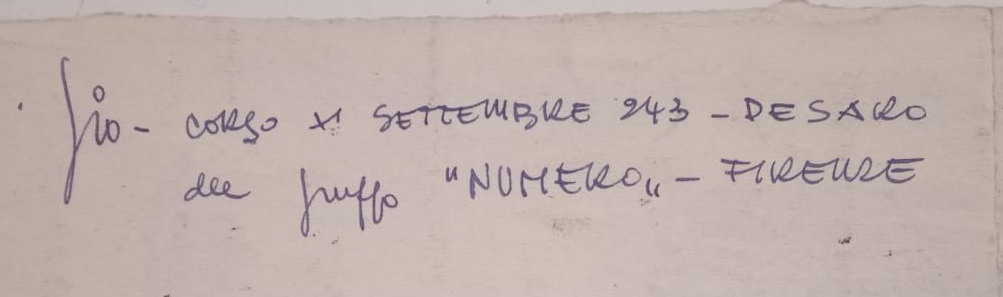 Gio - CORSO XI SETTEMBRE 243 - PESARO
del gruppo "NUMERO" - FIRENZE